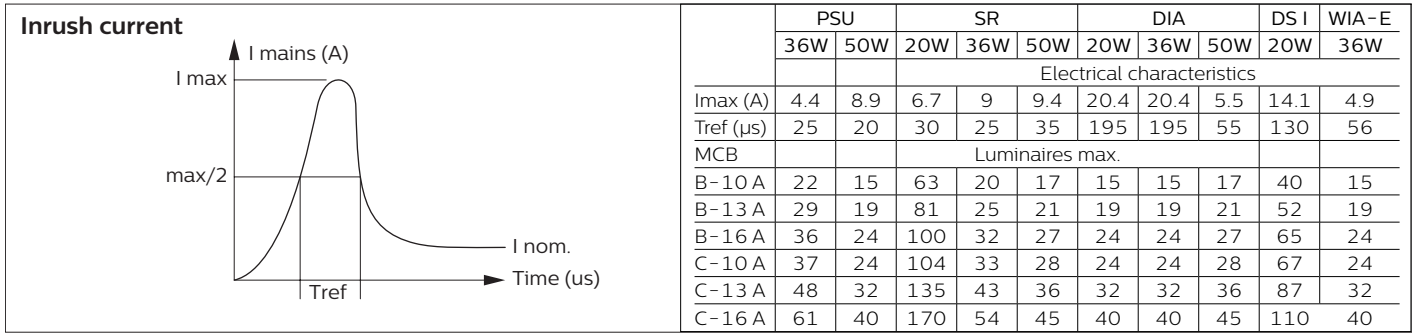 Inrush current
I mains (A)
I max
max/2
I nom.
Time (us)
Tref
PSU SR DIA DS I WIA-E
36W 50W 20W 36W 50W 20W 36W 50W 20W 36W
Electrical characteristics
Imax (A) 4.4 8.9 6.7 9 9.4 20.4 20.4 5.5 14.1 4.9
Tref (µs) 25 20 30 25 35 195 195 55 130 56
MCB Luminaires max.
B-10 A 22 15 63 20 17 15 15 17 40 15
B-13 A 29 19 81 25 21 19 19 21 52 19
B-16 A 36 24 100 32 27 24 24 27 65 24
C-10 A 37 24 104 33 28 24 24 28 67 24
C-13 A 48 32 135 43 36 32 32 36 87 32
C-16 A 61 40 170 54 45 40 40 45 110 40